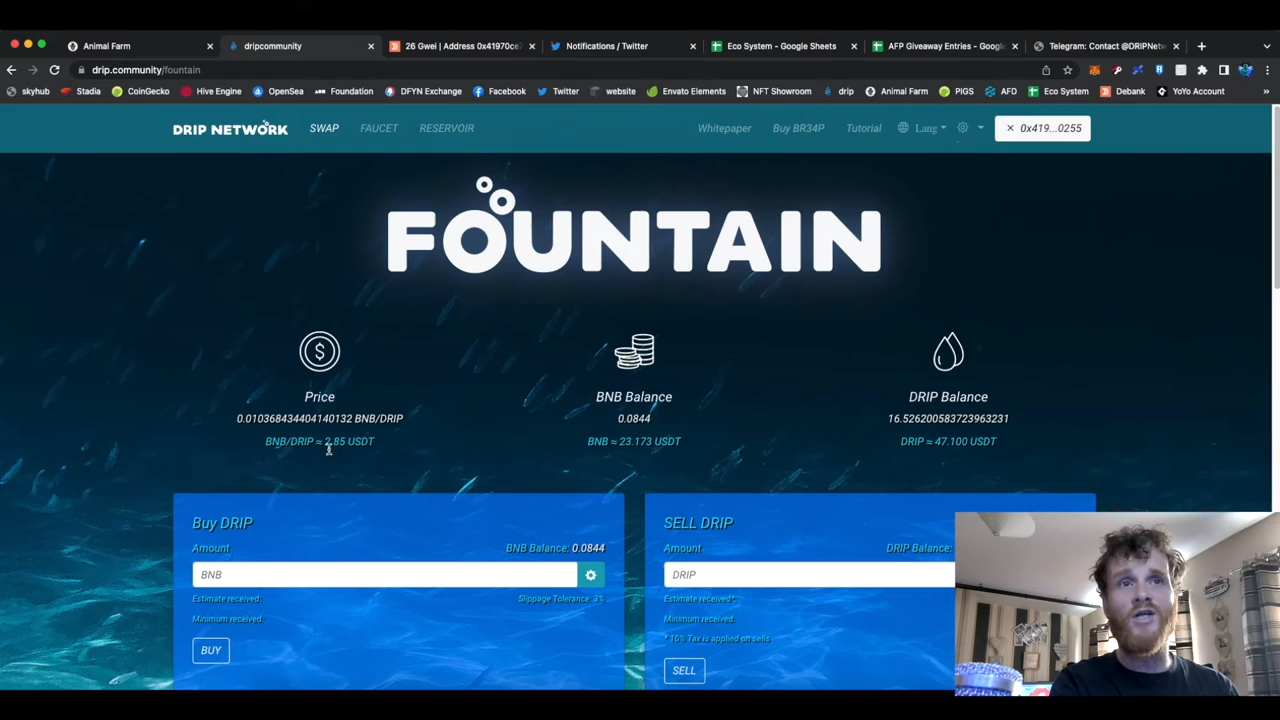 Animal Farm
dripcommunity
26 Gwei | Address 0x41970ce7
Notifications / Twitter
Eco System - Google Sheets
AFP Giveaway Entries - Goog
Telegram: Contact @DRIPNetw
drip.community/fountain
skyhub
Stadia
CoinGecko
Hive Engine
OpenSea
Foundation
DFYN Exchange
Facebook
Twitter
website
Envato Elements
NFT Showroom
drip
Animal Farm
PIGS
AFD
Eco System
Debank
YoYo Account
DRIP NETWORK
SWAP
FAUCET
RESERVOIR
Whitepaper
Buy BR34P
Tutorial
Lang
0x419...0255
FOUNTAIN
Price
BNB Balance
DRIP Balance
0.010368434404140132 BNB/DRIP
0.0844
16.526200583723963231
BNB/DRIP ≈ 2.85 USDT
BNB ≈ 23.173 USDT
DRIP ≈ 47.100 USDT
Buy DRIP
Amount
BNB Balance: 0.0844
BNB
Estimate received:
Slippage Tolerance: 3%
Minimum received:
BUY
SELL DRIP
Amount
DRIP Balance:
DRIP
Estimate received*:
Minimum received:
* 10% Tax is applied on sells
SELL